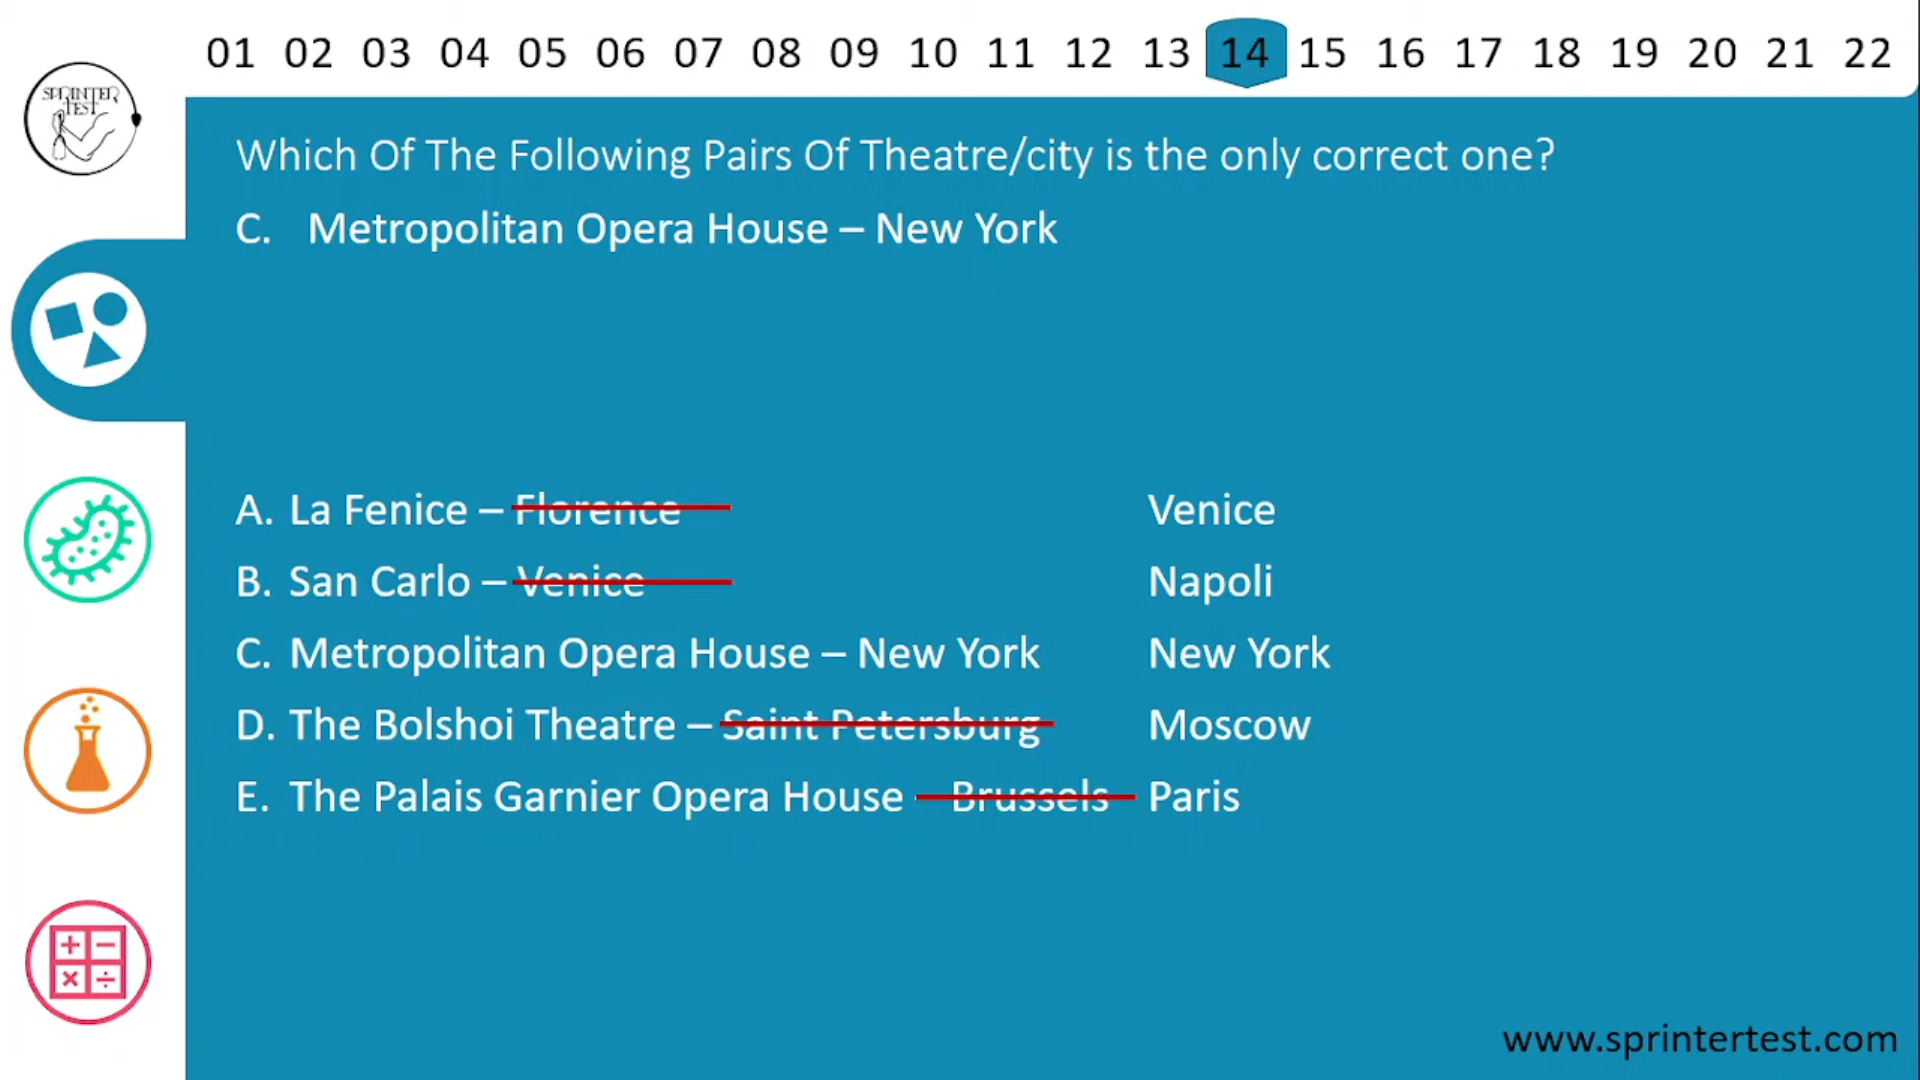 01 02 03 04 05 06 07 08 09 10 11 12 13 14 15 16 17 18 19 20 21 22
SPRINTER
TEST
Which Of The Following Pairs Of Theatre/city is the only correct one?
C. Metropolitan Opera House – New York
A. La Fenice – Florence Venice
B. San Carlo – Venice Napoli
C. Metropolitan Opera House – New York New York
D. The Bolshoi Theatre – Saint Petersburg Moscow
E. The Palais Garnier Opera House – Brussels Paris
+ −
× ÷
www.sprintertest.com